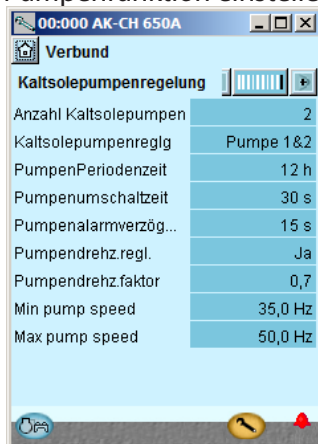 00:000 AK-CH 650A
Verbund
Kaltsolepumpenregelung
Anzahl Kaltsolepumpen 2
Kaltsolepumpenreglg Pumpe 1&2
PumpenPeriodenzeit 12 h
Pumpenumschaltzeit 30 s
Pumpenalarmverzög... 15 s
Pumpendrehz.regl. Ja
Pumpendrehz.faktor 0,7
Min pump speed 35,0 Hz
Max pump speed 50,0 Hz